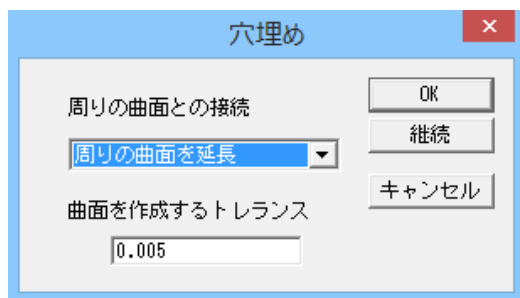 穴埋め
周りの曲面との接続
OK
周りの曲面を延長
継続
キャンセル
曲面を作成するトレランス
0.005